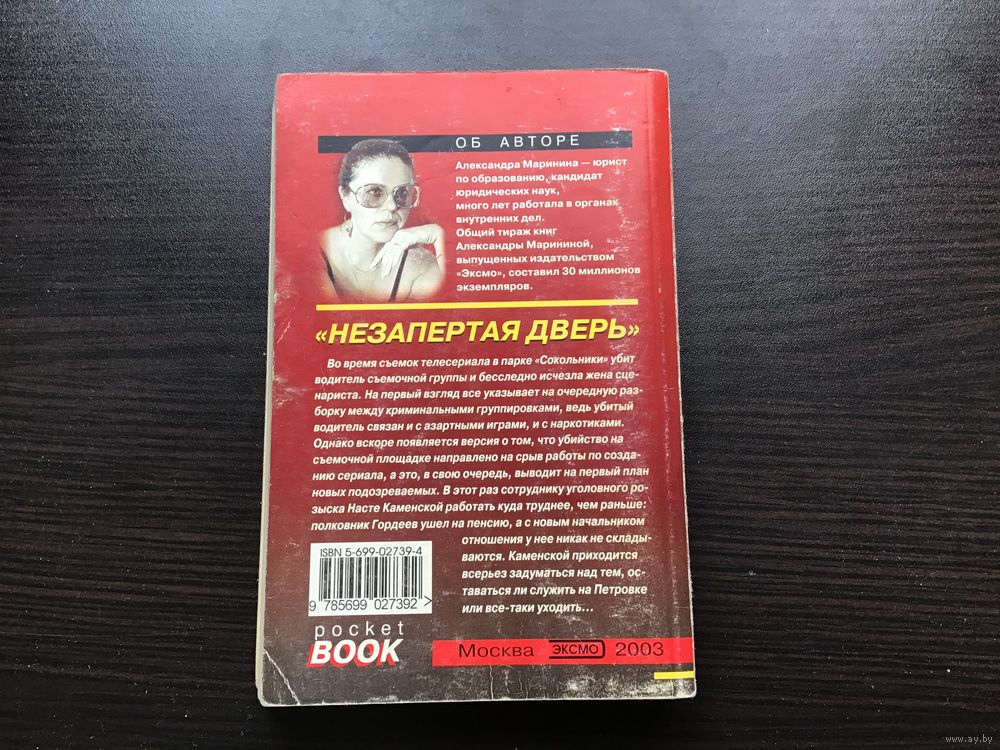 ОБ АВТОРЕ
Александра Маринина — юрист
по образованию, кандидат
юридических наук,
много лет работала в органах
внутренних дел.
Общий тираж книг
Александры Марининой,
выпущенных издательством
«Эксмо», составил 30 миллионов
экземпляров.
«НЕЗАПЕРТАЯ ДВЕРЬ»
Во время съемок телесериала в парке «Сокольники» убит
водитель съемочной группы и бесследно исчезла жена сце-
нариста. На первый взгляд все указывает на очередную раз-
борку между криминальными группировками, ведь убитый
водитель связан и с азартными играми, и с наркотиками.
Однако вскоре появляется версия о том, что убийство на
съемочной площадке направлено на срыв работы по созда-
нию сериала, а это, в свою очередь, выводит на первый план
новых подозреваемых. В этот раз сотруднику уголовного ро-
зыска Насте Каменской работать куда труднее, чем раньше:
полковник Гордеев ушел на пенсию, а с новым начальником
отношения у нее никак не склады-
ваются. Каменской приходится
всерьез задуматься над тем, ос-
таваться ли служить на Петровке
или все-таки уходить...
ISBN 5-699-02739-4
9 785699 027392 >
pocket
BOOK
Москва ЭКСМО 2003
www.ay.by